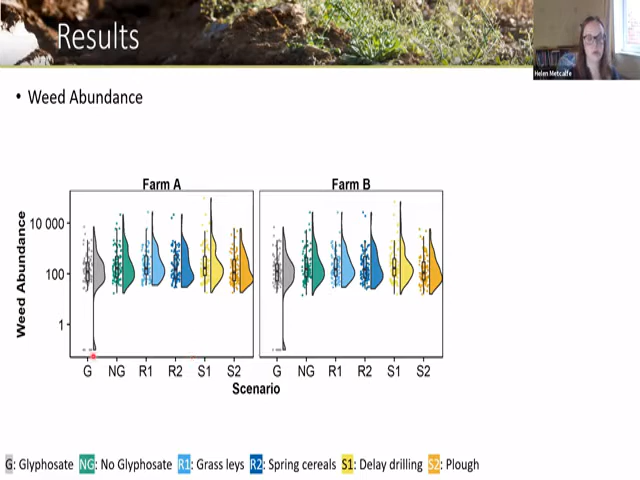 Results
Helen Metcalfe
• Weed Abundance
Farm A
Farm B
Weed Abundance
10 000
100
1
G NG R1 R2 S1 S2 G NG R1 R2 S1 S2
Scenario
G: Glyphosate NG: No Glyphosate R1: Grass leys R2: Spring cereals S1: Delay drilling S2: Plough